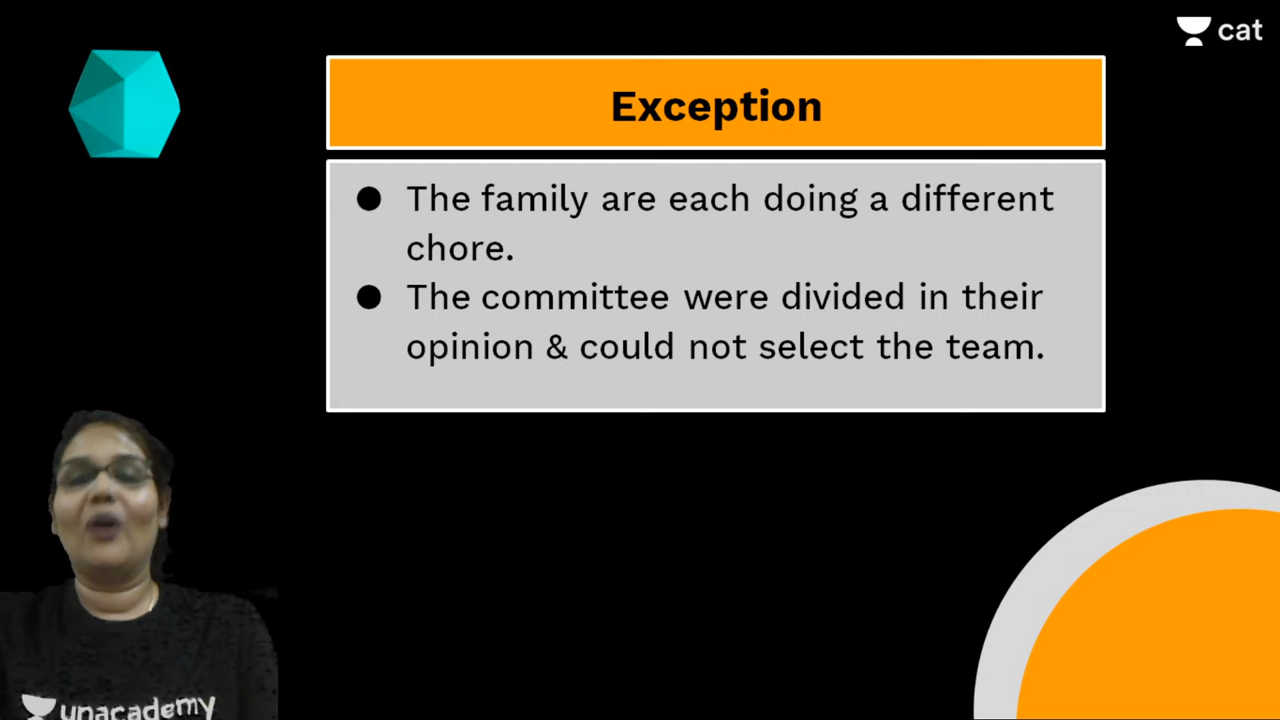 cat
Exception
● The family are each doing a different
chore.
● The committee were divided in their
opinion & could not select the team.
unacademy